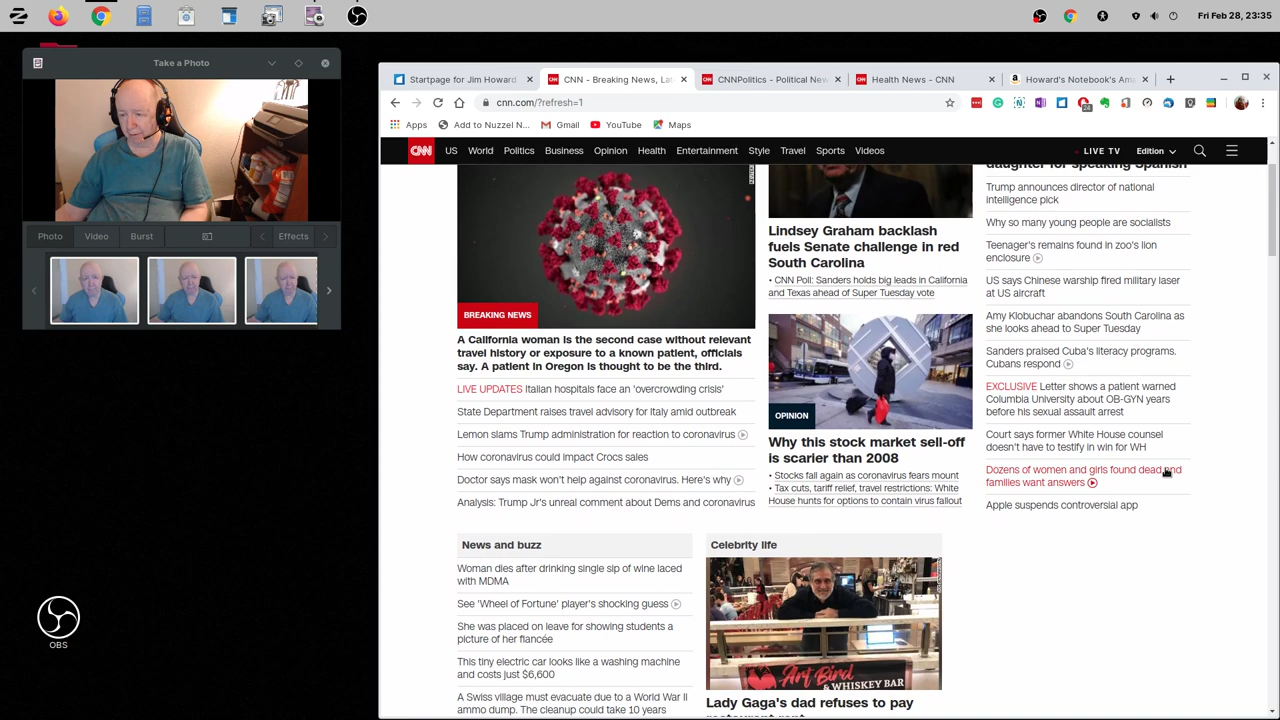 Fri Feb 28, 23:35
Take a Photo
Photo
Video
Burst
Effects
OBS
Startpage for Jim Howard
CNN - Breaking News, Lat
CNNPolitics - Political New
Health News - CNN
Howard's Notebook's Ama
cnn.com/?refresh=1
Apps
Add to Nuzzel N...
Gmail
YouTube
Maps
CNN
US
World
Politics
Business
Opinion
Health
Entertainment
Style
Travel
Sports
Videos
LIVE TV
Edition
BREAKING NEWS
A California woman is the second case without relevant
travel history or exposure to a known patient, officials
say. A patient in Oregon is thought to be the third.
LIVE UPDATES Italian hospitals face an 'overcrowding crisis'
State Department raises travel advisory for Italy amid outbreak
Lemon slams Trump administration for reaction to coronavirus
How coronavirus could impact Crocs sales
Doctor says mask won't help against coronavirus. Here's why
Analysis: Trump Jr's unreal comment about Dems and coronavirus
Lindsey Graham backlash
fuels Senate challenge in red
South Carolina
• CNN Poll: Sanders holds big leads in California
and Texas ahead of Super Tuesday vote
OPINION
Why this stock market sell-off
is scarier than 2008
• Stocks fall again as coronavirus fears mount
• Tax cuts, tariff relief, travel restrictions: White
House hunts for options to contain virus fallout
daughter for speaking Spanish
Trump announces director of national
intelligence pick
Why so many young people are socialists
Teenager's remains found in zoo's lion
enclosure
US says Chinese warship fired military laser
at US aircraft
Amy Klobuchar abandons South Carolina as
she looks ahead to Super Tuesday
Sanders praised Cuba's literacy programs.
Cubans respond
EXCLUSIVE Letter shows a patient warned
Columbia University about OB-GYN years
before his sexual assault arrest
Court says former White House counsel
doesn't have to testify in win for WH
Dozens of women and girls found dead and
families want answers
Apple suspends controversial app
News and buzz
Woman dies after drinking single sip of wine laced
with MDMA
See 'Wheel of Fortune' player's shocking guess
She was placed on leave for showing students a
picture of her fiancée
This tiny electric car looks like a washing machine
and costs just $6,600
A Swiss village must evacuate due to a World War II
ammo dump. The cleanup could take 10 years
Celebrity life
Art Bird
& WHISKEY BAR
Lady Gaga's dad refuses to pay